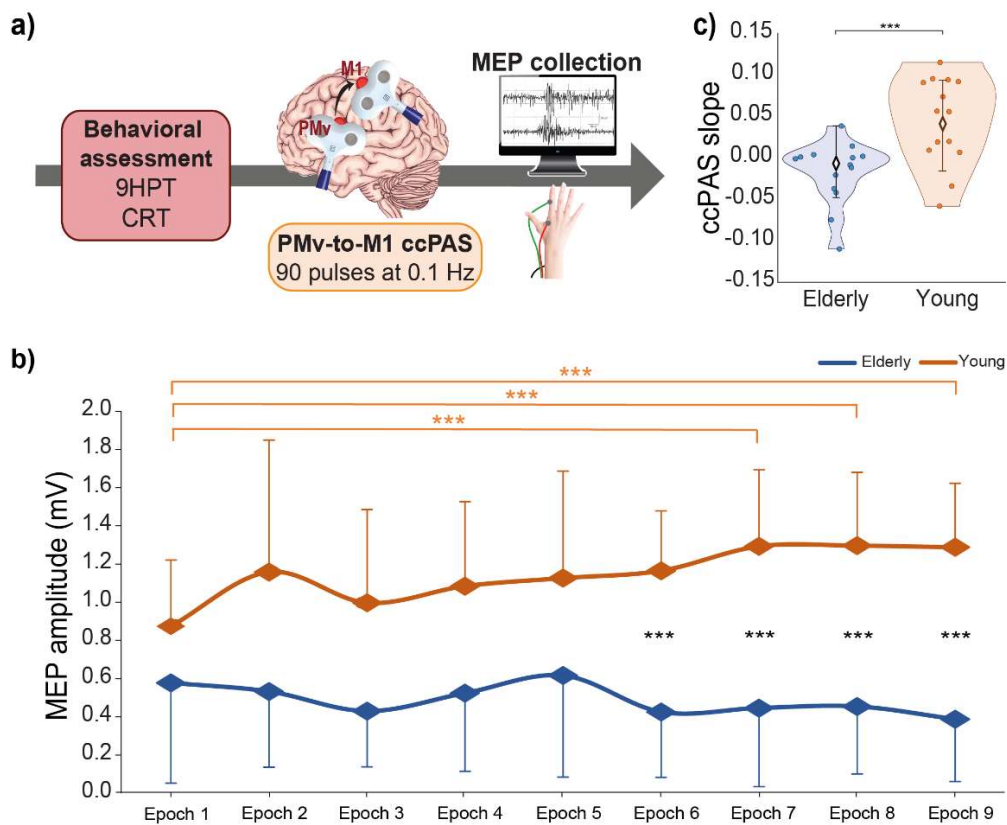 a)
Behavioral
assessment
9HPT
CRT
M1
PMv
PMv-to-M1 ccPAS
90 pulses at 0.1 Hz
MEP collection
c)
***
ccPAS slope
0.15
0.10
0.05
0.00
-0.05
-0.10
-0.15
Elderly
Young
b)
Elderly
Young
***
***
***
MEP amplitude (mV)
2.0
1.8
1.6
1.4
1.2
1.0
0.8
0.6
0.4
0.2
0.0
*** *** *** ***
Epoch 1 Epoch 2 Epoch 3 Epoch 4 Epoch 5 Epoch 6 Epoch 7 Epoch 8 Epoch 9